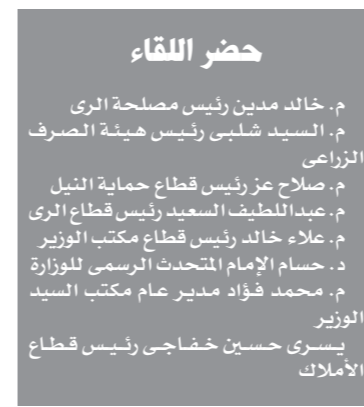 حضر اللقاء
م. خالد مدين رئيس مصلحة الرى
م. السيد شلبى رئيس هيئة الصرف
الزراعى
م. صلاح عز رئيس قطاع حماية النيل
م. عبداللطيف السعيد رئيس قطاع الرى
م. علاء خالد رئيس قطاع مكتب الوزير
د. حسام الإمام المتحدث الرسمى للوزارة
م. محمد فؤاد مدير عام مكتب السيد
الوزير
يسرى حسين خفاجى رئيس قطاع
الأملاك